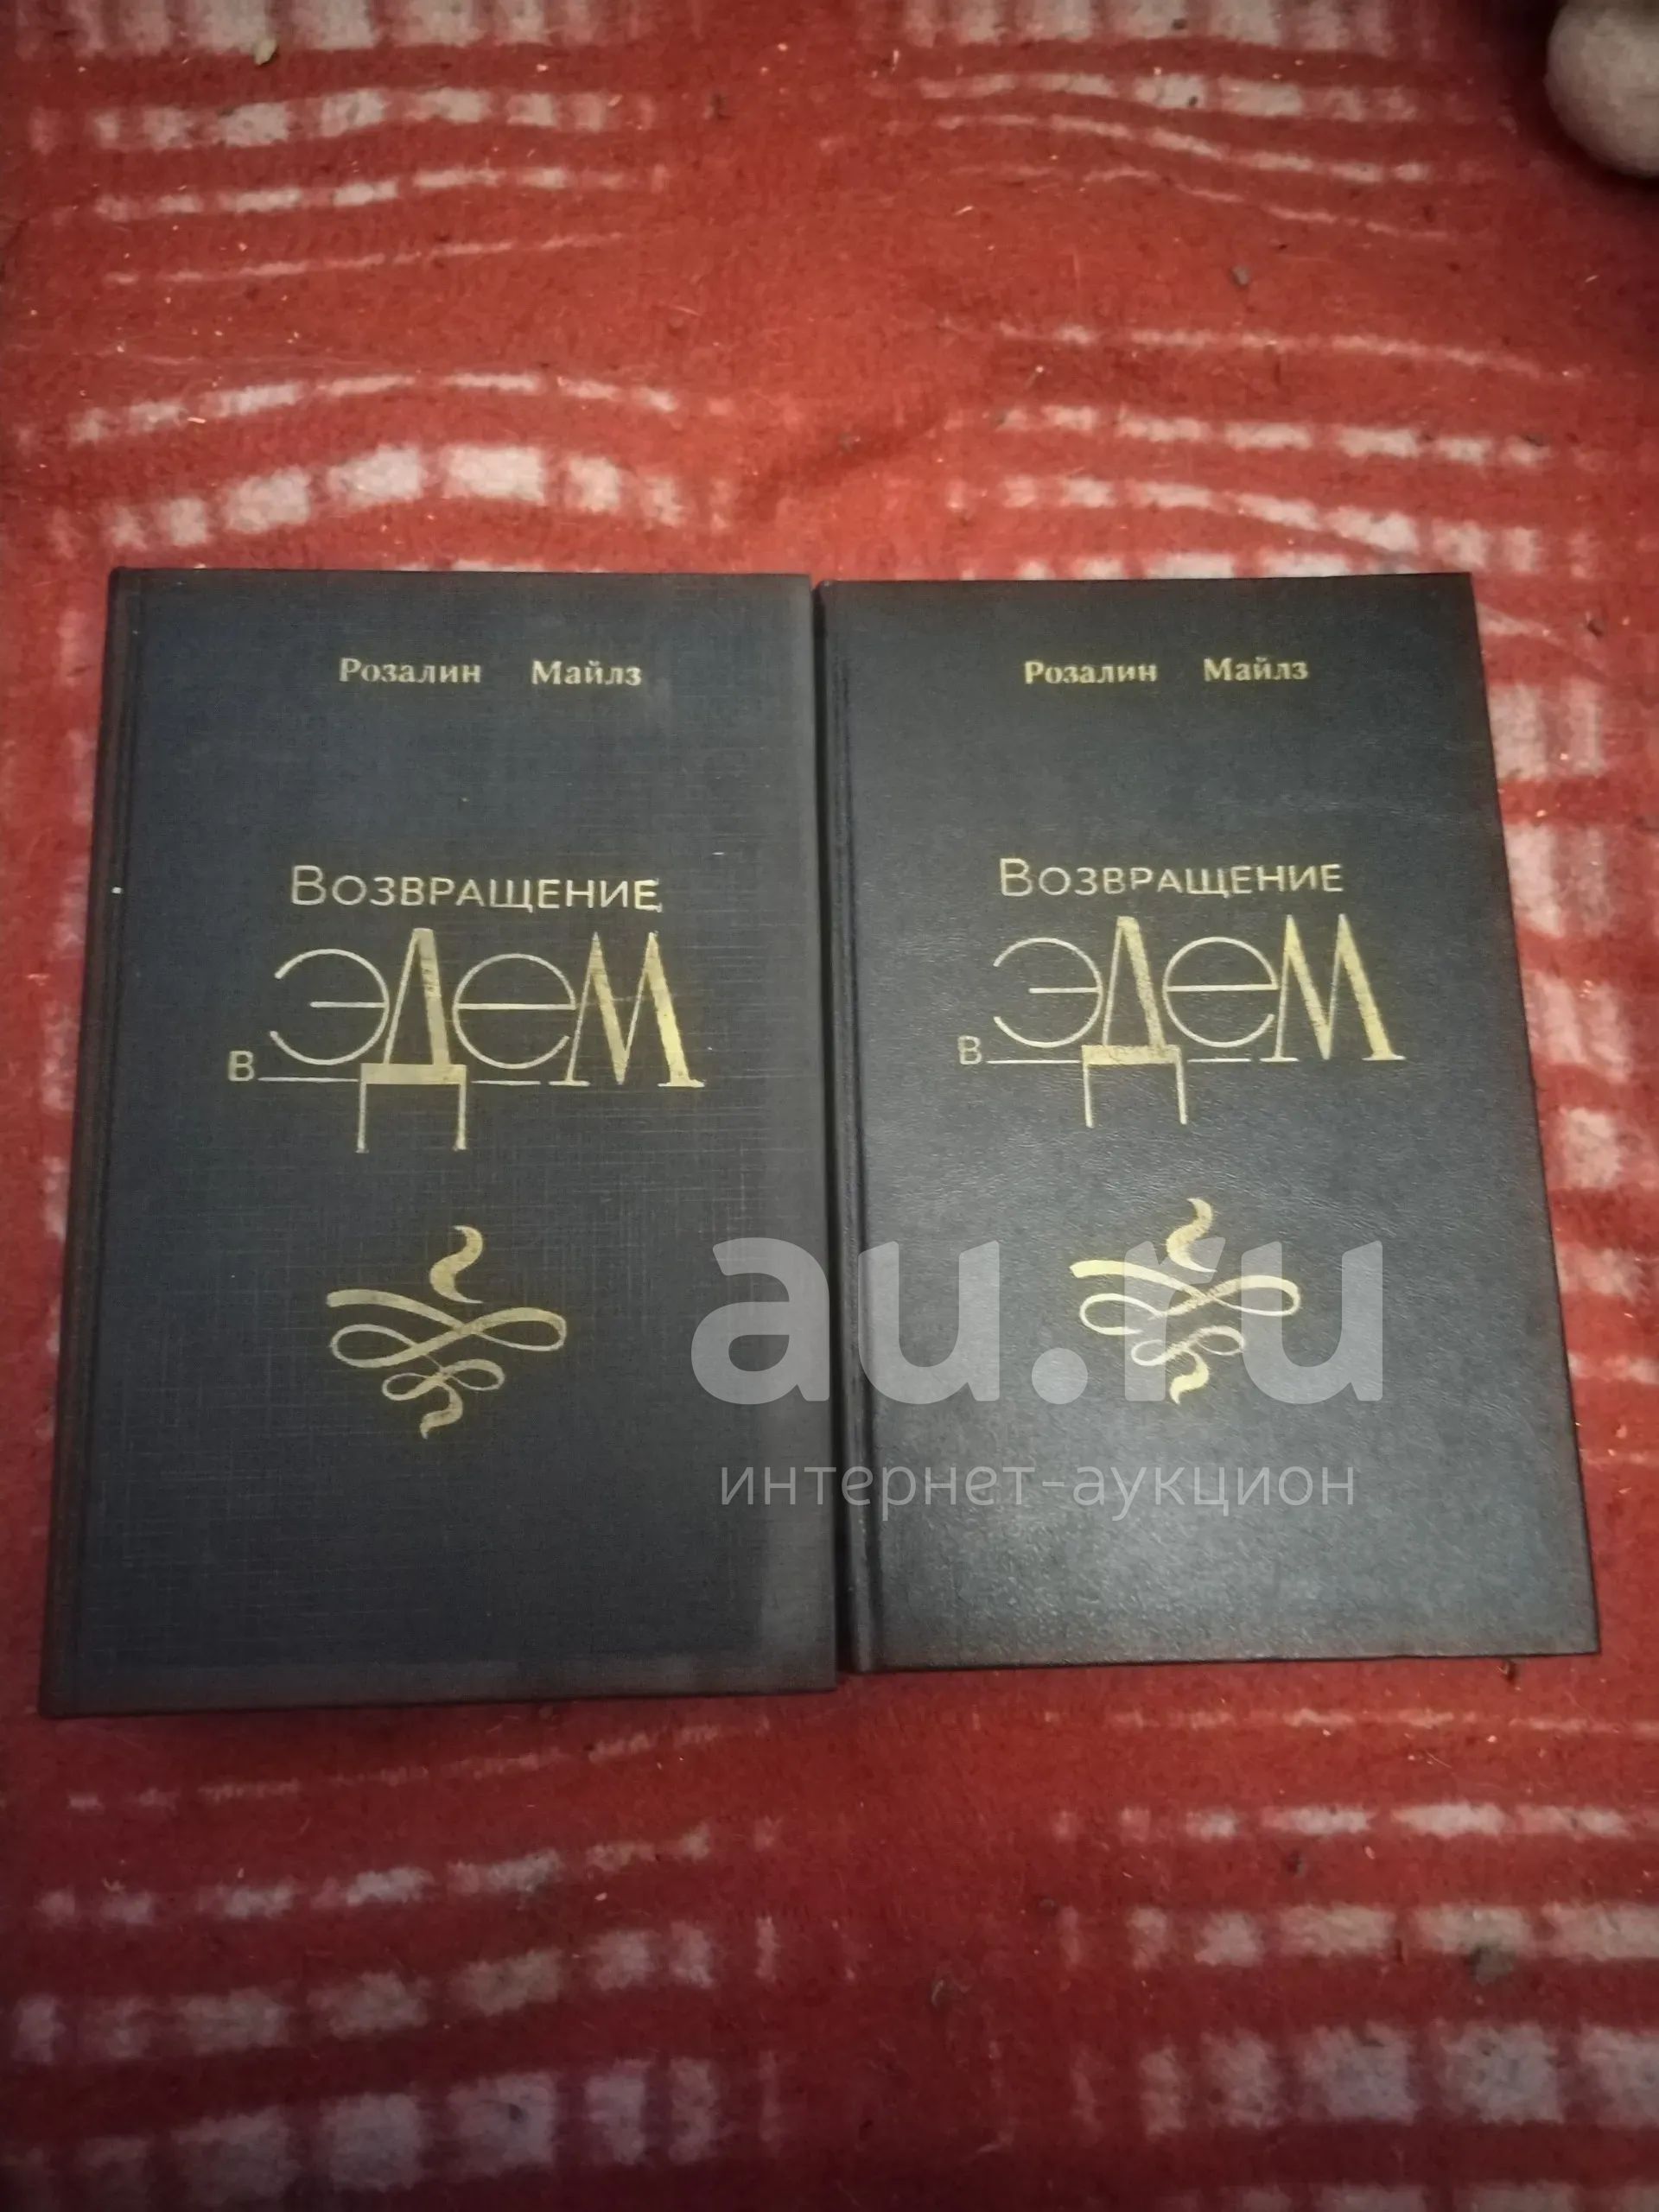 Розалин Майлз
Возвращение
в Эдем
Розалин Майлз
Возвращение
в Эдем
au.ru
интернет-аукцион